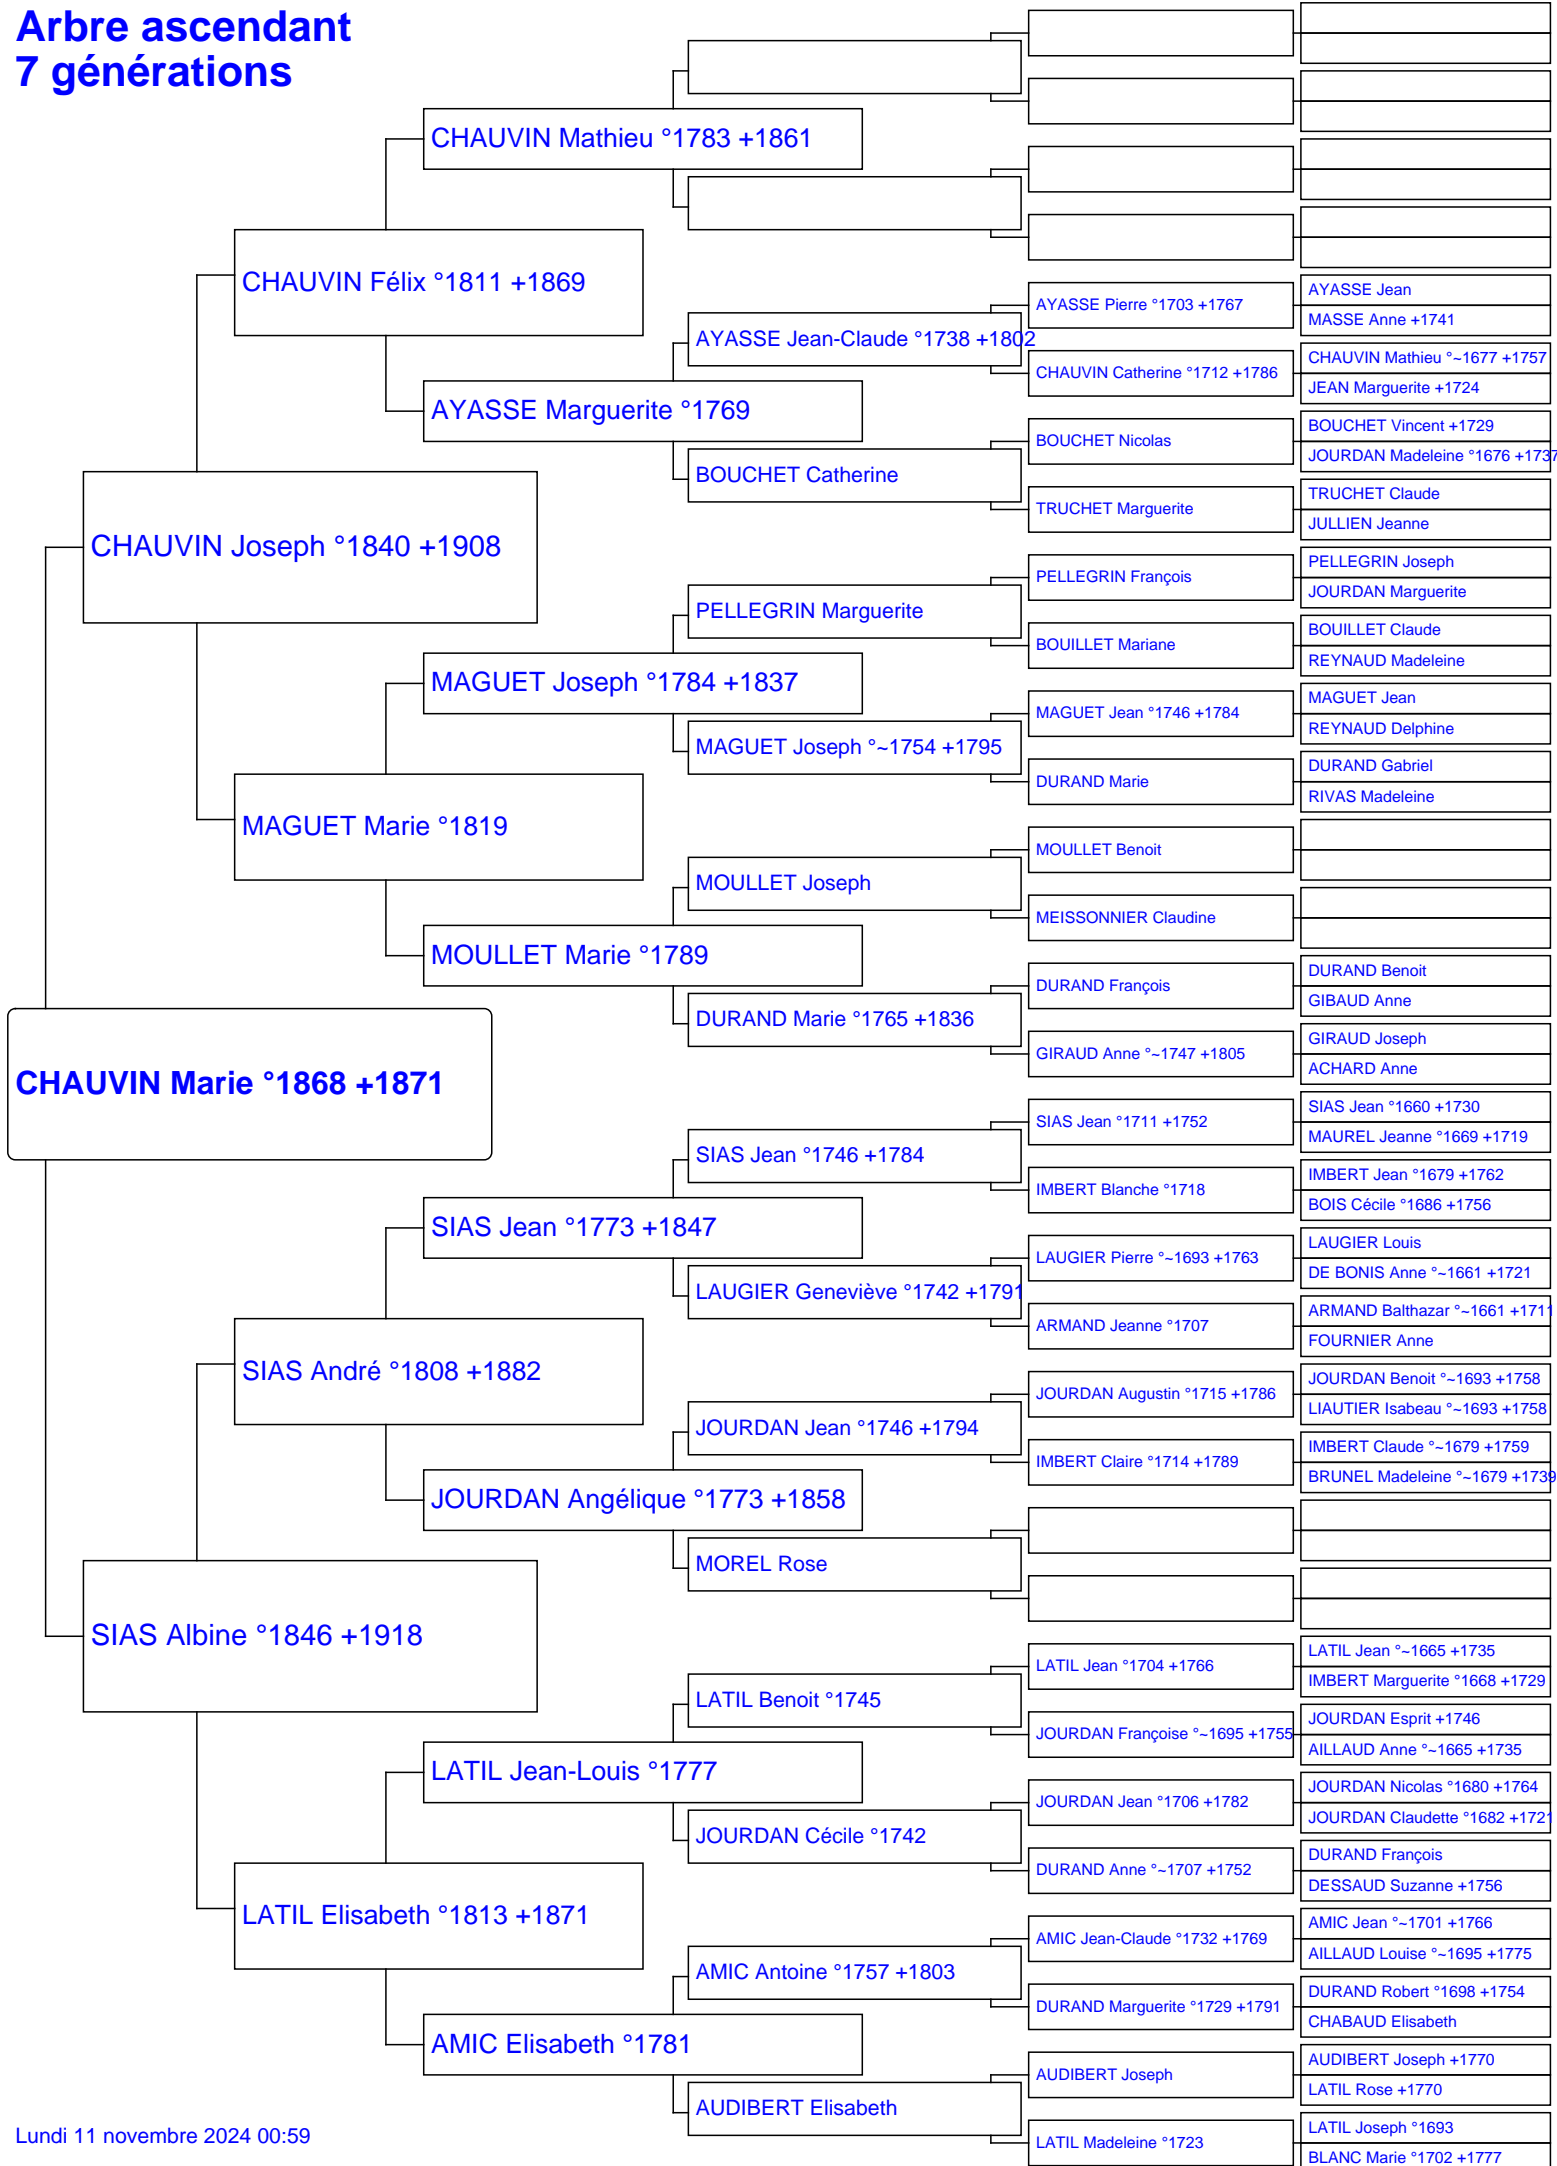 Arbre ascendant
7 générations
CHAUVIN Marie °1868 +1871
CHAUVIN Joseph °1840 +1908
SIAS Albine °1846 +1918
CHAUVIN Félix °1811 +1869
MAGUET Marie °1819
SIAS André °1808 +1882
LATIL Elisabeth °1813 +1871
CHAUVIN Mathieu °1783 +1861
AYASSE Marguerite °1769
MAGUET Joseph °1784 +1837
MOULLET Marie °1789
SIAS Jean °1773 +1847
JOURDAN Angélique °1773 +1858
LATIL Jean-Louis °1777
AMIC Elisabeth °1781
AYASSE Jean-Claude °1738 +1802
BOUCHET Catherine
PELLEGRIN Marguerite
MAGUET Joseph °~1754 +1795
MOULLET Joseph
DURAND Marie °1765 +1836
SIAS Jean °1746 +1784
LAUGIER Geneviève °1742 +1791
JOURDAN Jean °1746 +1794
MOREL Rose
LATIL Benoit °1745
JOURDAN Cécile °1742
AMIC Antoine °1757 +1803
AUDIBERT Elisabeth
AYASSE Pierre °1703 +1767
CHAUVIN Catherine °1712 +1786
BOUCHET Nicolas
TRUCHET Marguerite
PELLEGRIN François
BOUILLET Mariane
MAGUET Jean °1746 +1784
DURAND Marie
MOULLET Benoit
MEISSONNIER Claudine
DURAND François
GIRAUD Anne °~1747 +1805
SIAS Jean °1711 +1752
IMBERT Blanche °1718
LAUGIER Pierre °~1693 +1763
ARMAND Jeanne °1707
JOURDAN Augustin °1715 +1786
IMBERT Claire °1714 +1789
LATIL Jean °1704 +1766
JOURDAN Françoise °~1695 +1755
JOURDAN Jean °1706 +1782
DURAND Anne °~1707 +1752
AMIC Jean-Claude °1732 +1769
DURAND Marguerite °1729 +1791
AUDIBERT Joseph
LATIL Madeleine °1723
AYASSE Jean
MASSE Anne +1741
CHAUVIN Mathieu °~1677 +1757
JEAN Marguerite +1724
BOUCHET Vincent +1729
JOURDAN Madeleine °1676 +1737
TRUCHET Claude
JULLIEN Jeanne
PELLEGRIN Joseph
JOURDAN Marguerite
BOUILLET Claude
REYNAUD Madeleine
MAGUET Jean
REYNAUD Delphine
DURAND Gabriel
RIVAS Madeleine
DURAND Benoit
GIBAUD Anne
GIRAUD Joseph
ACHARD Anne
SIAS Jean °1660 +1730
MAUREL Jeanne °1669 +1719
IMBERT Jean °1679 +1762
BOIS Cécile °1686 +1756
LAUGIER Louis
DE BONIS Anne °~1661 +1721
ARMAND Balthazar °~1661 +1711
FOURNIER Anne
JOURDAN Benoit °~1693 +1758
LIAUTIER Isabeau °~1693 +1758
IMBERT Claude °~1679 +1759
BRUNEL Madeleine °~1679 +1739
LATIL Jean °~1665 +1735
IMBERT Marguerite °1668 +1729
JOURDAN Esprit +1746
AILLAUD Anne °~1665 +1735
JOURDAN Nicolas °1680 +1764
JOURDAN Claudette °1682 +1721
DURAND François
DESSAUD Suzanne +1756
AMIC Jean °~1701 +1766
AILLAUD Louise °~1695 +1775
DURAND Robert °1698 +1754
CHABAUD Elisabeth
AUDIBERT Joseph +1770
LATIL Rose +1770
LATIL Joseph °1693
BLANC Marie °1702 +1777
Lundi 11 novembre 2024 00:59